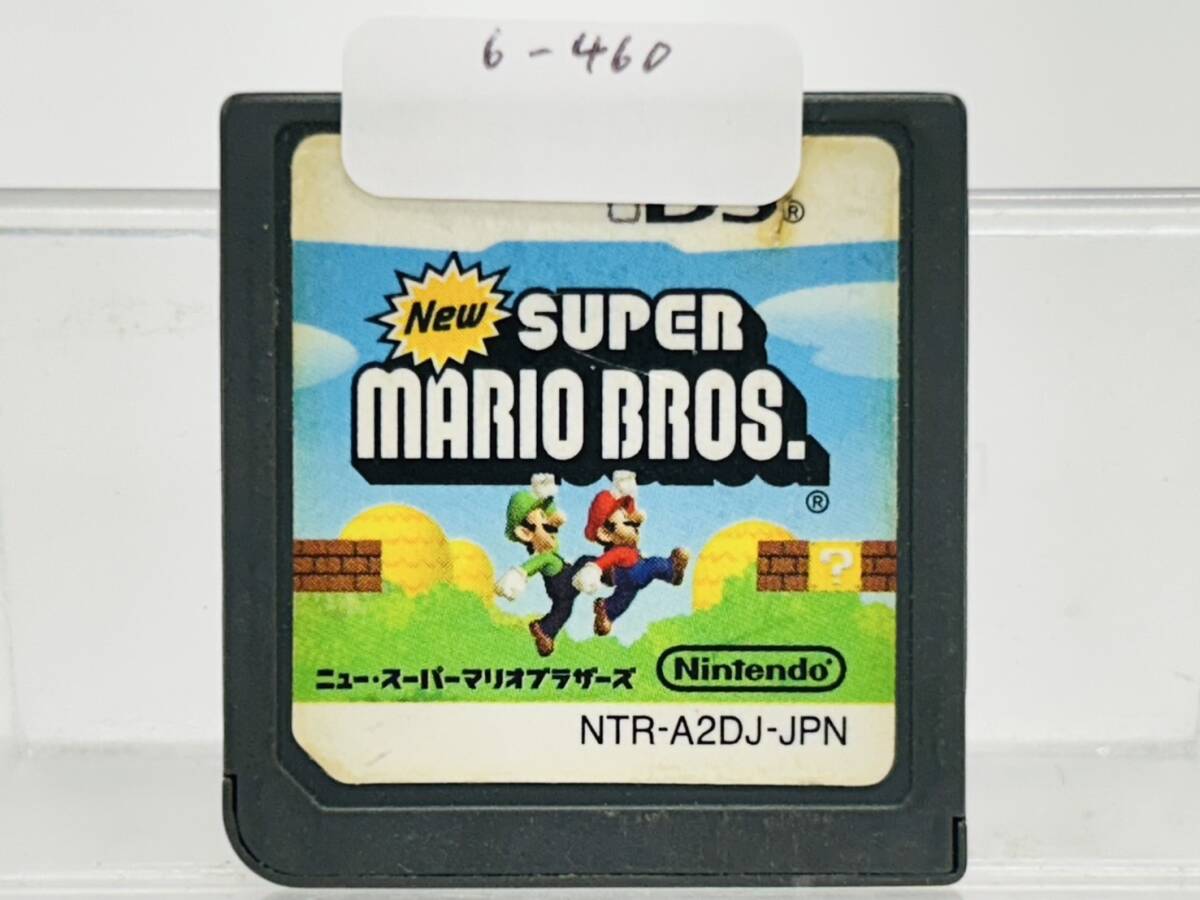 6-460
DS®
New SUPER
MARIO BROS.
®
?
ニュー・スーパーマリオブラザーズ Nintendo®
NTR-A2DJ-JPN